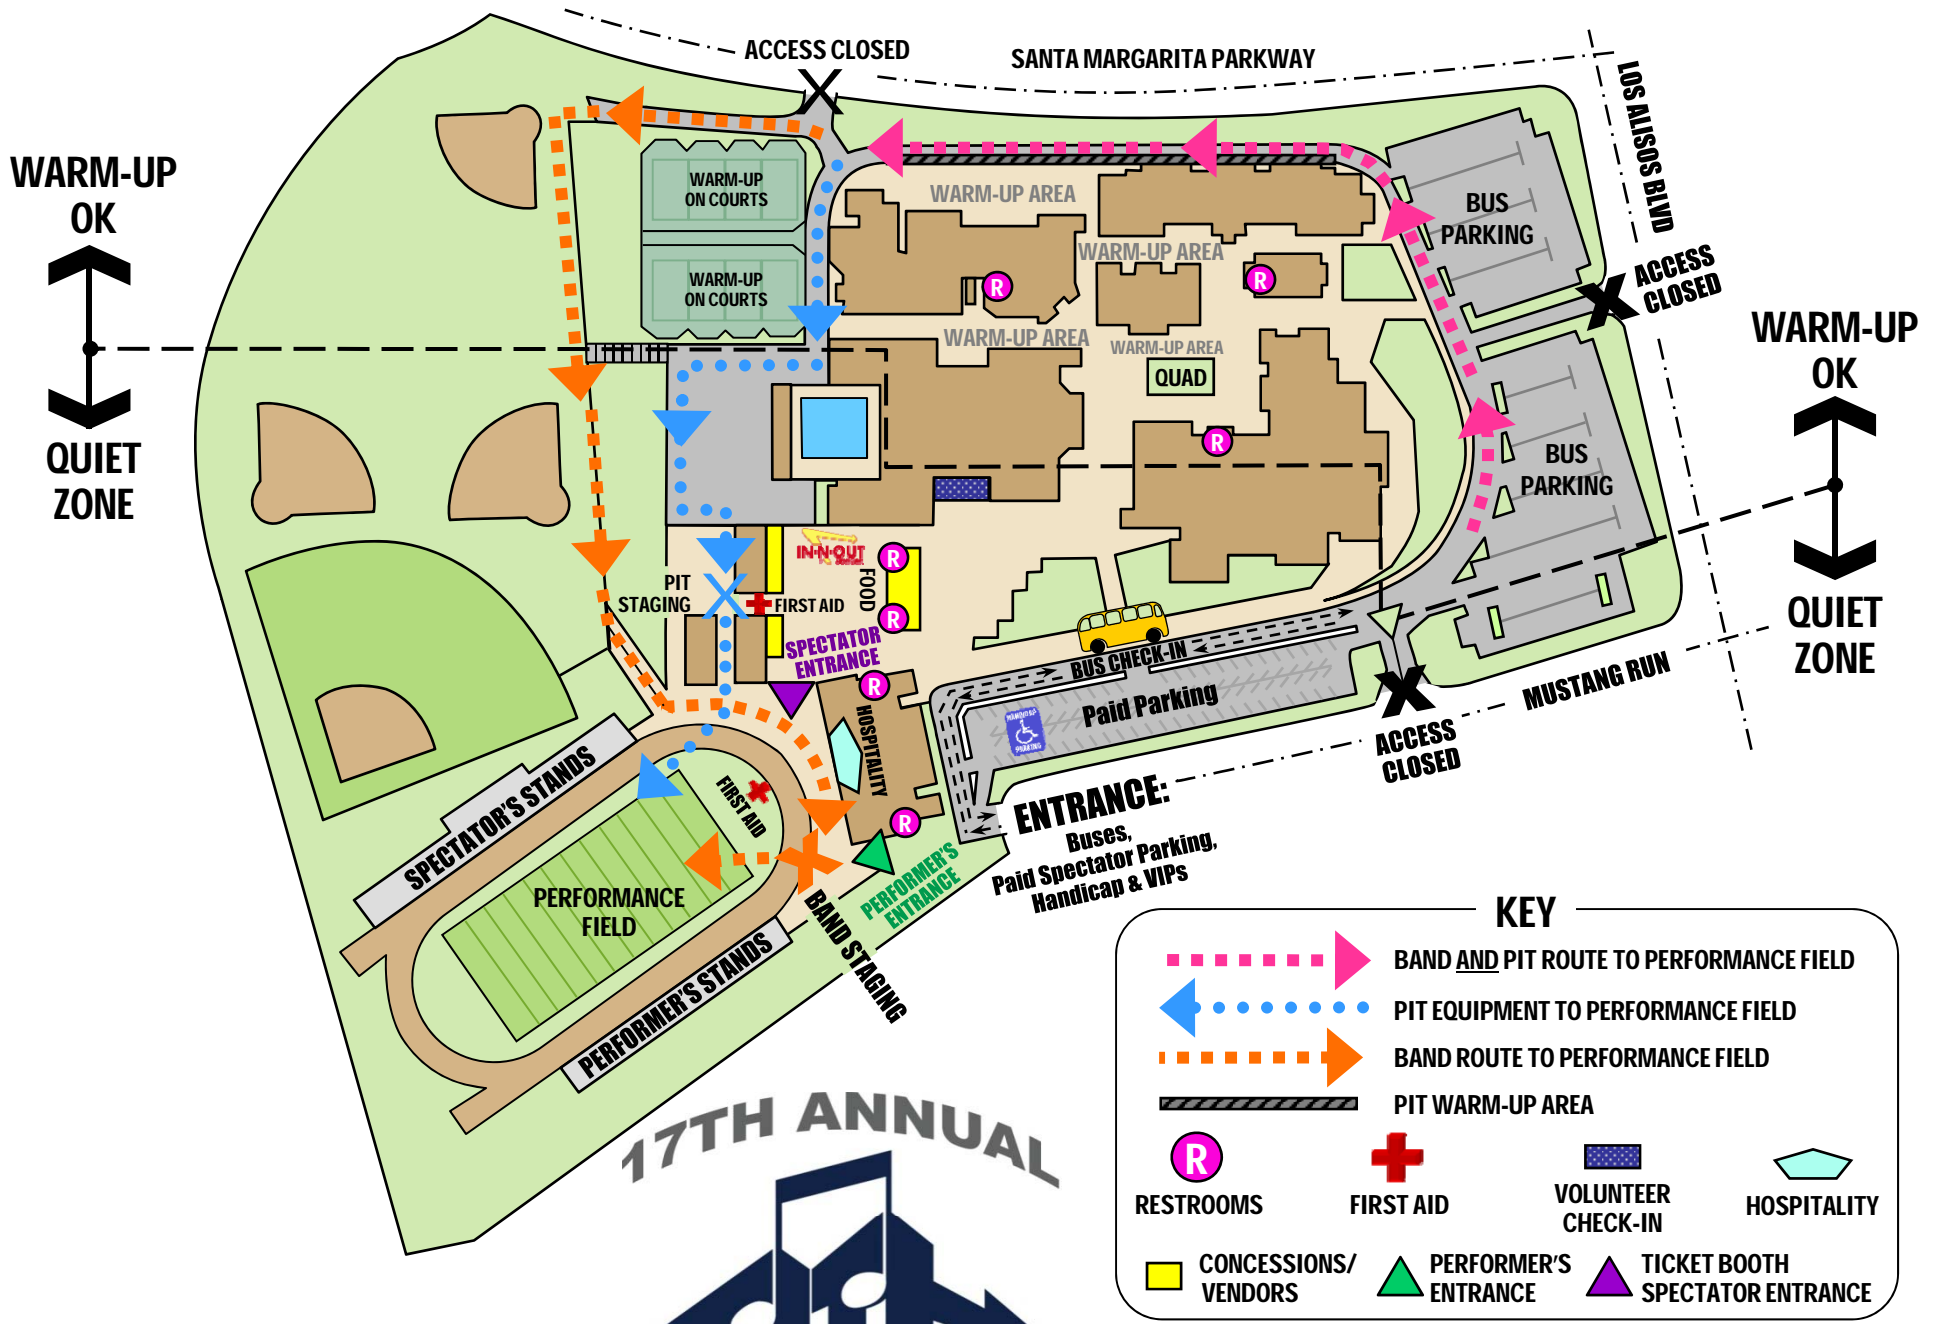 ACCESS CLOSED
SANTA MARGARITA PARKWAY
LOS ALISOS BLVD
WARM-UP
OK
QUIET
ZONE
WARM-UP
ON COURTS
WARM-UP
ON COURTS
WARM-UP AREA
WARM-UP AREA
WARM-UP AREA
WARM-UP AREA
QUAD
R
R
R
BUS
PARKING
ACCESS
CLOSED
BUS
PARKING
WARM-UP
OK
QUIET
ZONE
IN-N-OUT
BURGER
FOOD
R
R
PIT
STAGING
FIRST AID
SPECTATOR
ENTRANCE
R
HOSPITALITY
R
BUS CHECK-IN
Paid Parking
HANDICAP
PARKING
MUSTANG RUN
ACCESS
CLOSED
ENTRANCE:
Buses,
Paid Spectator Parking,
Handicap & VIPs
SPECTATOR'S STANDS
FIRST AID
PERFORMANCE
FIELD
PERFORMER'S
ENTRANCE
BAND STAGING
PERFORMER'S STANDS
17TH ANNUAL
KEY
BAND AND PIT ROUTE TO PERFORMANCE FIELD
PIT EQUIPMENT TO PERFORMANCE FIELD
BAND ROUTE TO PERFORMANCE FIELD
PIT WARM-UP AREA
R
RESTROOMS
FIRST AID
VOLUNTEER
CHECK-IN
HOSPITALITY
CONCESSIONS/
VENDORS
PERFORMER'S
ENTRANCE
TICKET BOOTH
SPECTATOR ENTRANCE